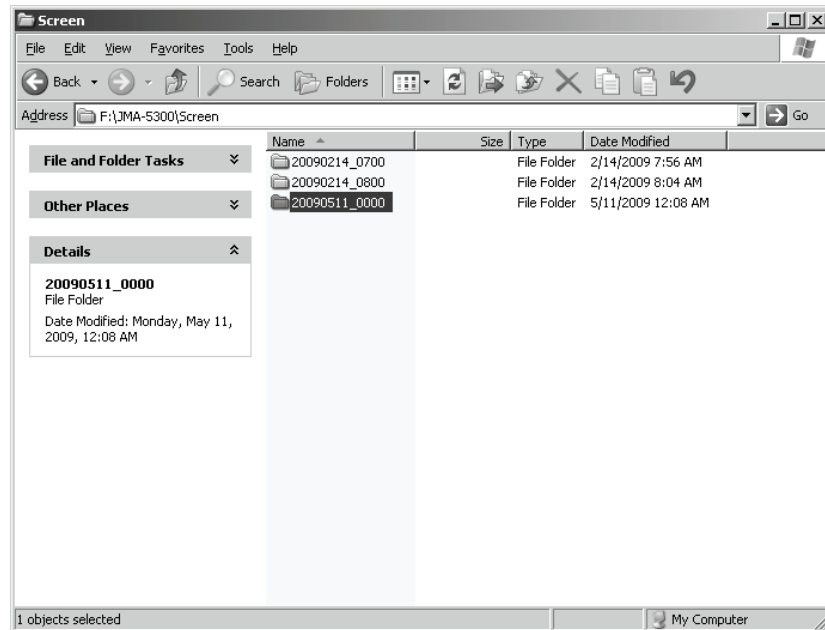 Screen
File Edit View Favorites Tools Help
Back Search Folders
Address F:\JMA-5300\Screen Go
Name Size Type Date Modified
20090214_0700 File Folder 2/14/2009 7:56 AM
20090214_0800 File Folder 2/14/2009 8:04 AM
20090511_0000 File Folder 5/11/2009 12:08 AM
File and Folder Tasks
Other Places
Details
20090511_0000
File Folder
Date Modified: Monday, May 11,
2009, 12:08 AM
1 objects selected My Computer